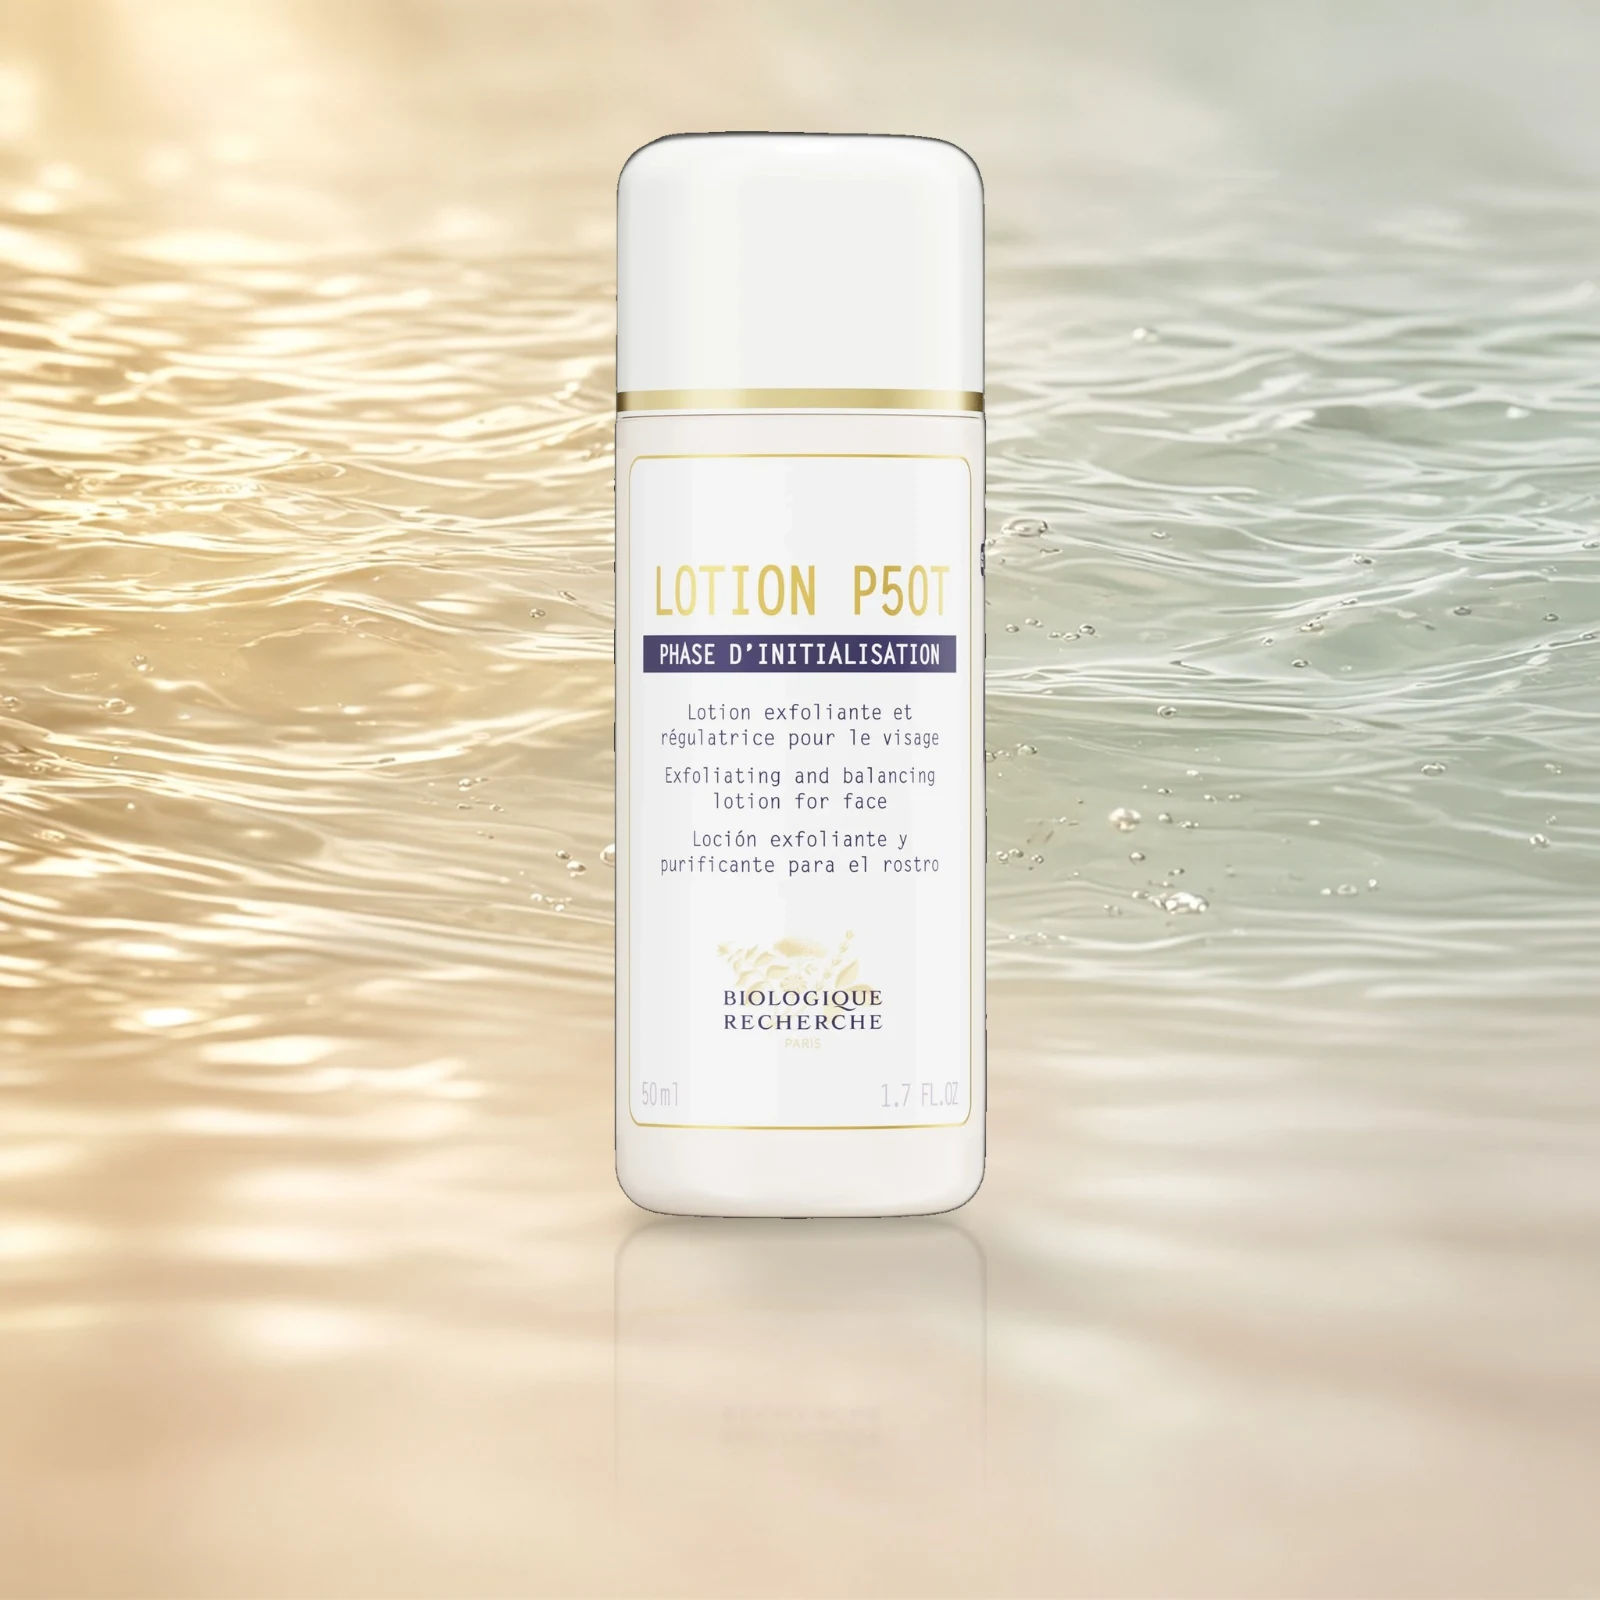 LOTION P50T
PHASE D'INITIALISATION
Lotion exfoliante et
régulatrice pour le visage
Exfoliating and balancing
lotion for face
Loción exfoliante y
purificante para el rostro
BIOLOGIQUE
RECHERCHE
PARIS
50ml 1.7 FL.OZ